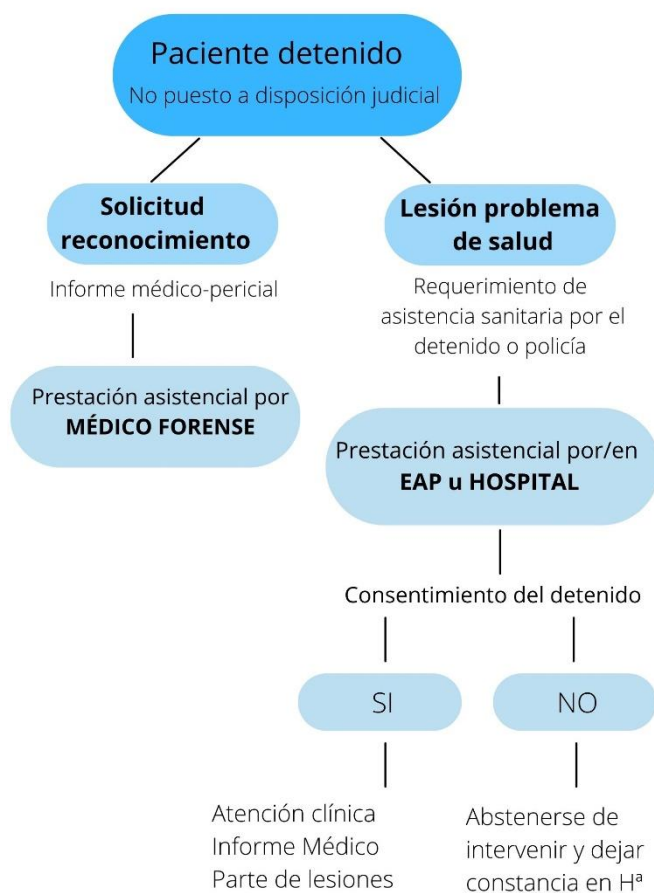 Paciente detenido
No puesto a disposición judicial
Solicitud
reconocimiento
Informe médico-pericial
Prestación asistencial por
MÉDICO FORENSE
Lesión problema
de salud
Requerimiento de
asistencia sanitaria por el
detenido o policía
Prestación asistencial por/en
EAP u HOSPITAL
Consentimiento del detenido
SI
NO
Atención clínica
Informe Médico
Parte de lesiones
Abstenerse de
intervenir y dejar
constancia en Hª